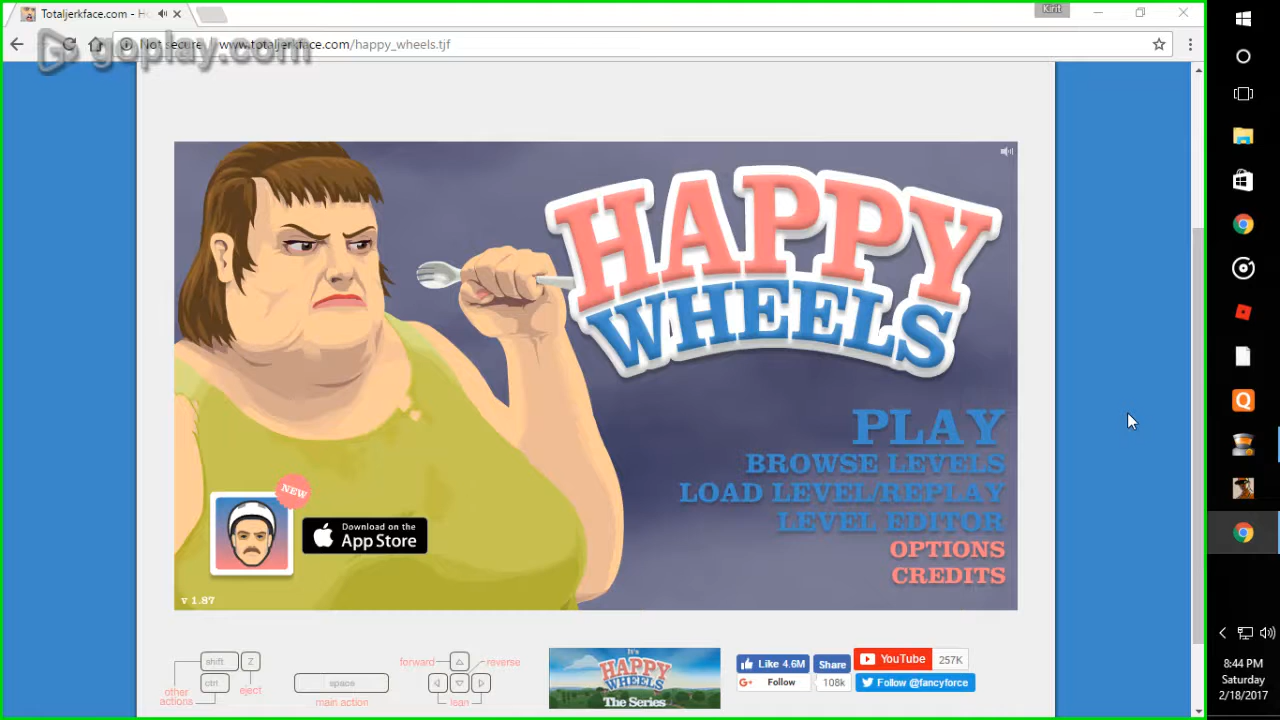 Totaljerkface.com - H
Kirit
Not secure
www.totaljerkface.com/happy_wheels.tjf
goplay.com
HAPPY
WHEELS
PLAY
BROWSE LEVELS
LOAD LEVEL/REPLAY
LEVEL EDITOR
OPTIONS
CREDITS
NEW
Download on the
App Store
v 1.87
shift
Z
ctrl
eject
other
actions
space
main action
forward
reverse
lean
It's
HAPPY
WHEELS
The Series
Like 4.6M
Share
YouTube
257K
G+ Follow
108k
Follow @fancyforce
Q
8:44 PM
Saturday
2/18/2017